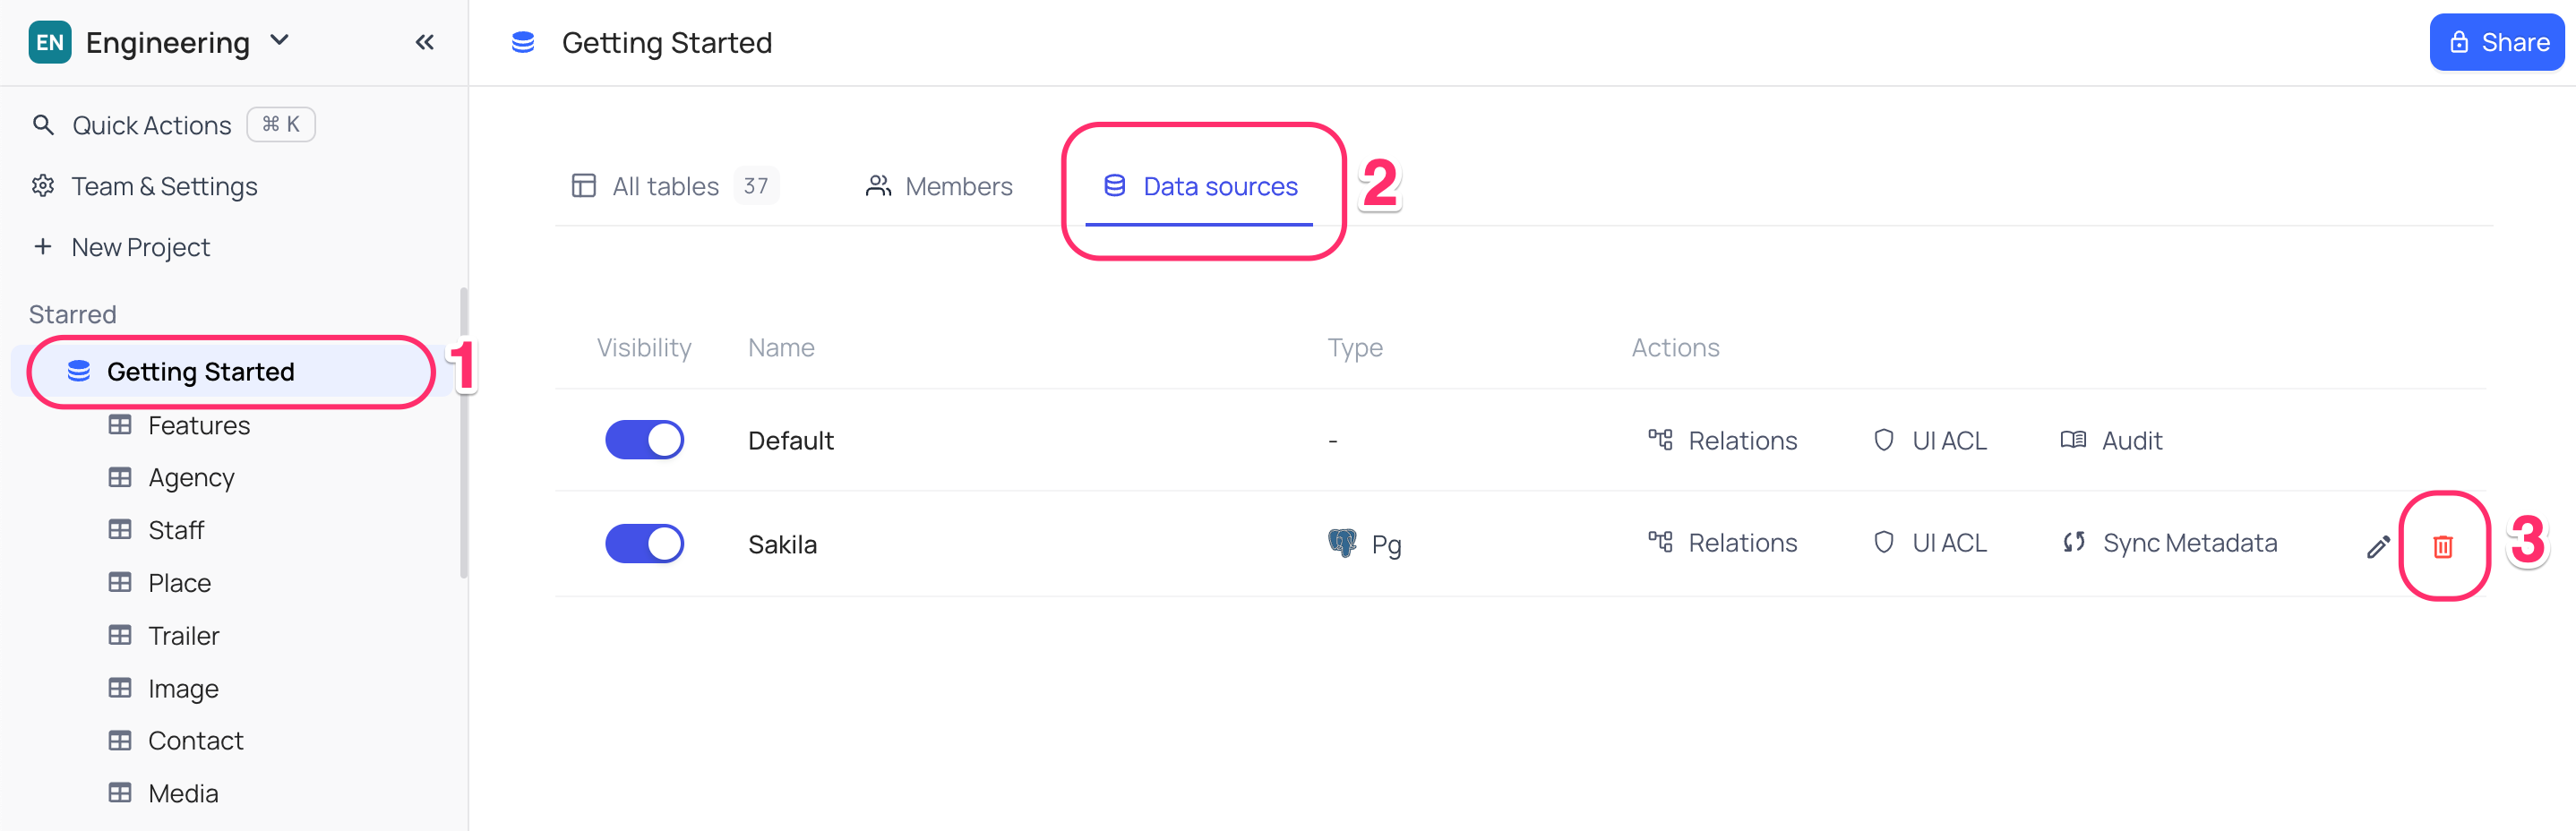 EN Engineering
Getting Started
Share
Quick Actions ⌘ K
Team & Settings
New Project
Starred
Getting Started 1
Features
Agency
Staff
Place
Trailer
Image
Contact
Media
All tables 37 Members Data sources 2
Visibility Name Type Actions
Default - Relations UI ACL Audit
Sakila Pg Relations UI ACL Sync Metadata 3